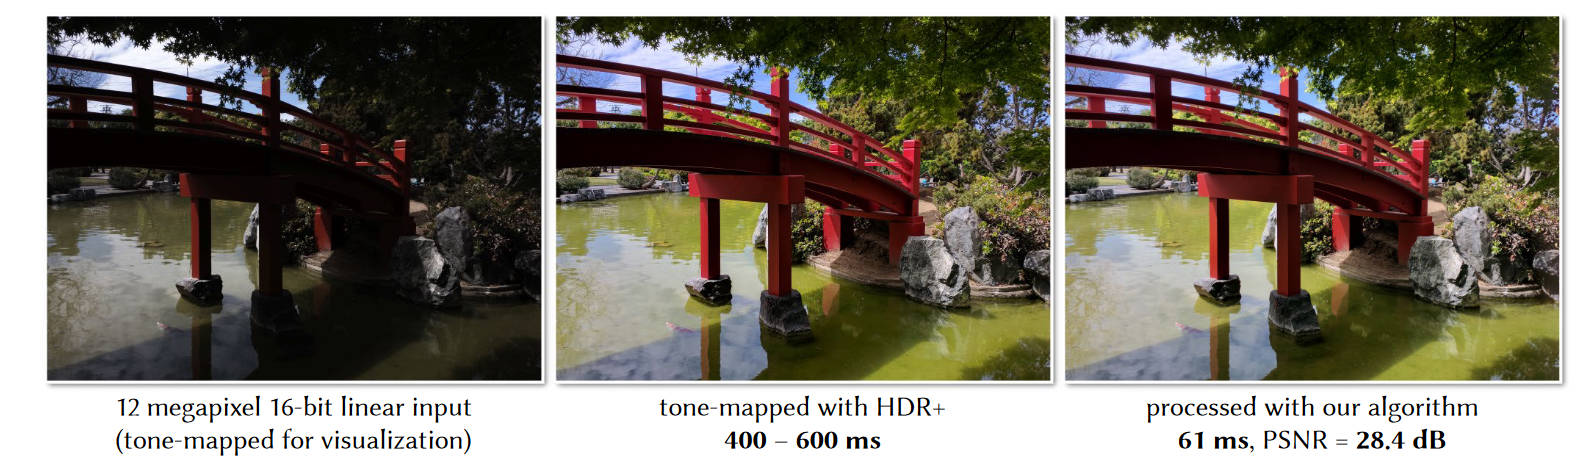 12 megapixel 16-bit linear input
(tone-mapped for visualization)
tone-mapped with HDR+
400 – 600 ms
processed with our algorithm
61 ms, PSNR = 28.4 dB